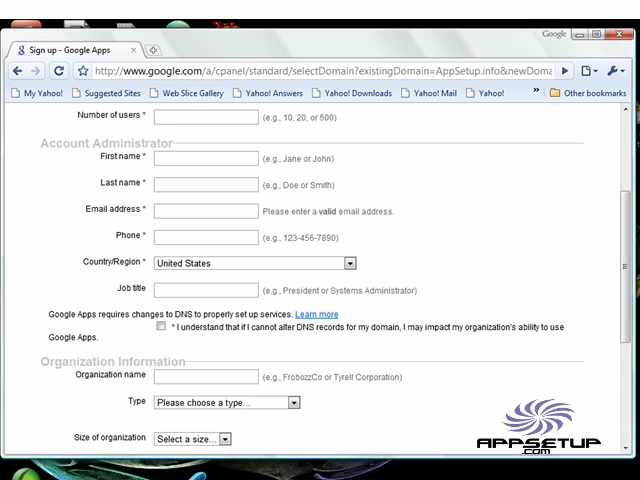 Google
Sign up - Google Apps
http://www.google.com/a/cpanel/standard/selectDomain?existingDomain=AppSetup.info&newDoma
My Yahoo! Suggested Sites Web Slice Gallery Yahoo! Answers Yahoo! Downloads Yahoo! Mail Yahoo! » Other bookmarks
Number of users * (e.g., 10, 20, or 500)
Account Administrator
First name * (e.g., Jane or John)
Last name * (e.g., Doe or Smith)
Email address * Please enter a valid email address.
Phone * (e.g., 123-456-7890)
Country/Region * United States
Job title (e.g., President or Systems Administrator)
Google Apps requires changes to DNS to properly set up services. Learn more
* I understand that if I cannot alter DNS records for my domain, I may impact my organization's ability to use
Google Apps.
Organization Information
Organization name (e.g., FrobozzCo or Tyrell Corporation)
Type Please choose a type...
Size of organization Select a size...
APPSETUP
.COM